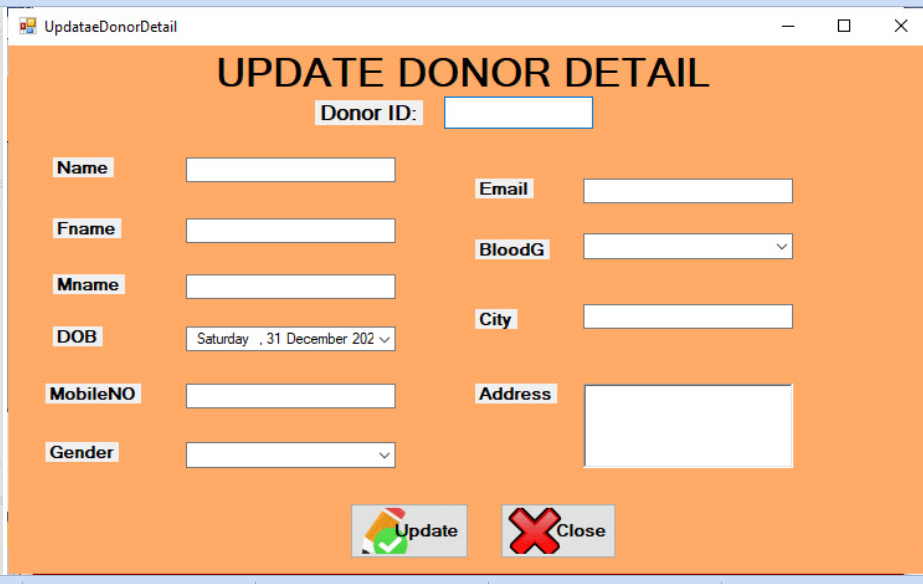 UpdataeDonorDetail
UPDATE DONOR DETAIL
Donor ID:
Name
Fname
Mname
DOB
Saturday , 31 December 202
MobileNO
Gender
Email
BloodG
City
Address
Update
Close